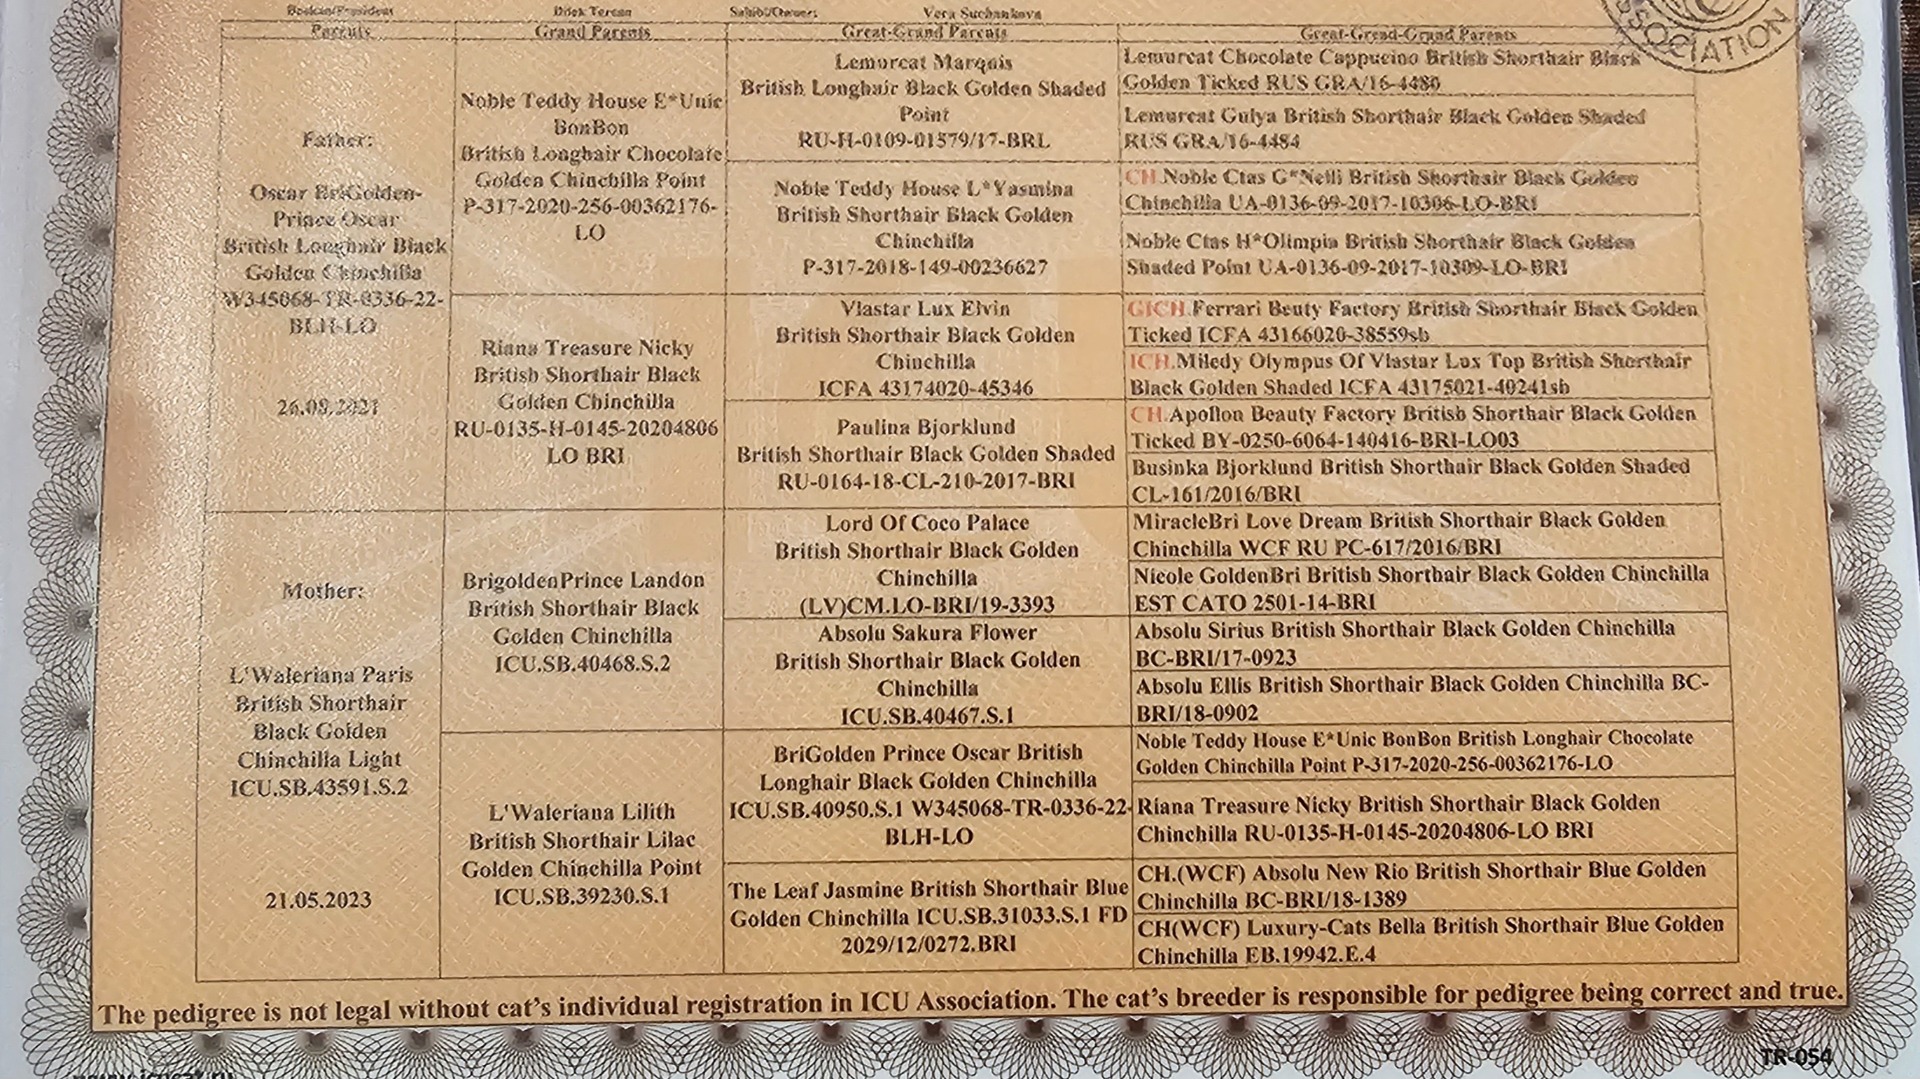 Baskan/President Dilek Tercan Sahibi/Owner: Vera Suchankova
Parents Grand Parents Great-Grand Parents Great-Great-Grand Parents
ASSOCIATION
Father:
Oscar BriGolden-
Prince Oscar
British Longhair Black
Golden Chinchilla
W345068-TR-0336-22-
BLH-LO
26.08.2021
Noble Teddy House E*Unic
BonBon
British Longhair Chocolate
Golden Chinchilla Point
P-317-2020-256-00362176-
LO
Lemurcat Marquis
British Longhair Black Golden Shaded
Point
RU-H-0109-01579/17-BRL
Lemurcat Chocolate Cappucino British Shorthair Black
Golden Ticked RUS GRA/16-4480
Lemurcat Gulya British Shorthair Black Golden Shaded
RUS GRA/16-4484
Noble Teddy House L*Yasmina
British Shorthair Black Golden
Chinchilla
P-317-2018-149-00236627
CH.Noble Ctas G*Nelli British Shorthair Black Golden
Chinchilla UA-0136-09-2017-10306-LO-BRI
Noble Ctas H*Olimpia British Shorthair Black Golden
Shaded Point UA-0136-09-2017-10309-LO-BRI
Riana Treasure Nicky
British Shorthair Black
Golden Chinchilla
RU-0135-H-0145-20204806
LO BRI
Vlastar Lux Elvin
British Shorthair Black Golden
Chinchilla
ICFA 43174020-45346
GICH.Ferrari Beuty Factory British Shorthair Black Golden
Ticked ICFA 43166020-38559sb
ICH.Miledy Olympus Of Vlastar Lux Top British Shorthair
Black Golden Shaded ICFA 43175021-40241sb
Paulina Bjorklund
British Shorthair Black Golden Shaded
RU-0164-18-CL-210-2017-BRI
CH.Apollon Beauty Factory British Shorthair Black Golden
Ticked BY-0250-6064-140416-BRI-LO03
Businka Bjorklund British Shorthair Black Golden Shaded
CL-161/2016/BRI
Mother:
L'Waleriana Paris
British Shorthair
Black Golden
Chinchilla Light
ICU.SB.43591.S.2
21.05.2023
BrigoldenPrince Landon
British Shorthair Black
Golden Chinchilla
ICU.SB.40468.S.2
Lord Of Coco Palace
British Shorthair Black Golden
Chinchilla
(LV)CM.LO-BRI/19-3393
MiracleBri Love Dream British Shorthair Black Golden
Chinchilla WCF RU PC-617/2016/BRI
Nicole GoldenBri British Shorthair Black Golden Chinchilla
EST CATO 2501-14-BRI
Absolu Sakura Flower
British Shorthair Black Golden
Chinchilla
ICU.SB.40467.S.1
Absolu Sirius British Shorthair Black Golden Chinchilla
BC-BRI/17-0923
Absolu Ellis British Shorthair Black Golden Chinchilla BC-
BRI/18-0902
L'Waleriana Lilith
British Shorthair Lilac
Golden Chinchilla Point
ICU.SB.39230.S.1
BriGolden Prince Oscar British
Longhair Black Golden Chinchilla
ICU.SB.40950.S.1 W345068-TR-0336-22-
BLH-LO
Noble Teddy House E*Unic BonBon British Longhair Chocolate
Golden Chinchilla Point P-317-2020-256-00362176-LO
Riana Treasure Nicky British Shorthair Black Golden
Chinchilla RU-0135-H-0145-20204806-LO BRI
The Leaf Jasmine British Shorthair Blue
Golden Chinchilla ICU.SB.31033.S.1 FD
2029/12/0272.BRI
CH.(WCF) Absolu New Rio British Shorthair Blue Golden
Chinchilla BC-BRI/18-1389
CH(WCF) Luxury-Cats Bella British Shorthair Blue Golden
Chinchilla EB.19942.E.4
The pedigree is not legal without cat's individual registration in ICU Association. The cat's breeder is responsible for pedigree being correct and true.
TR-054
www.icucat.ru